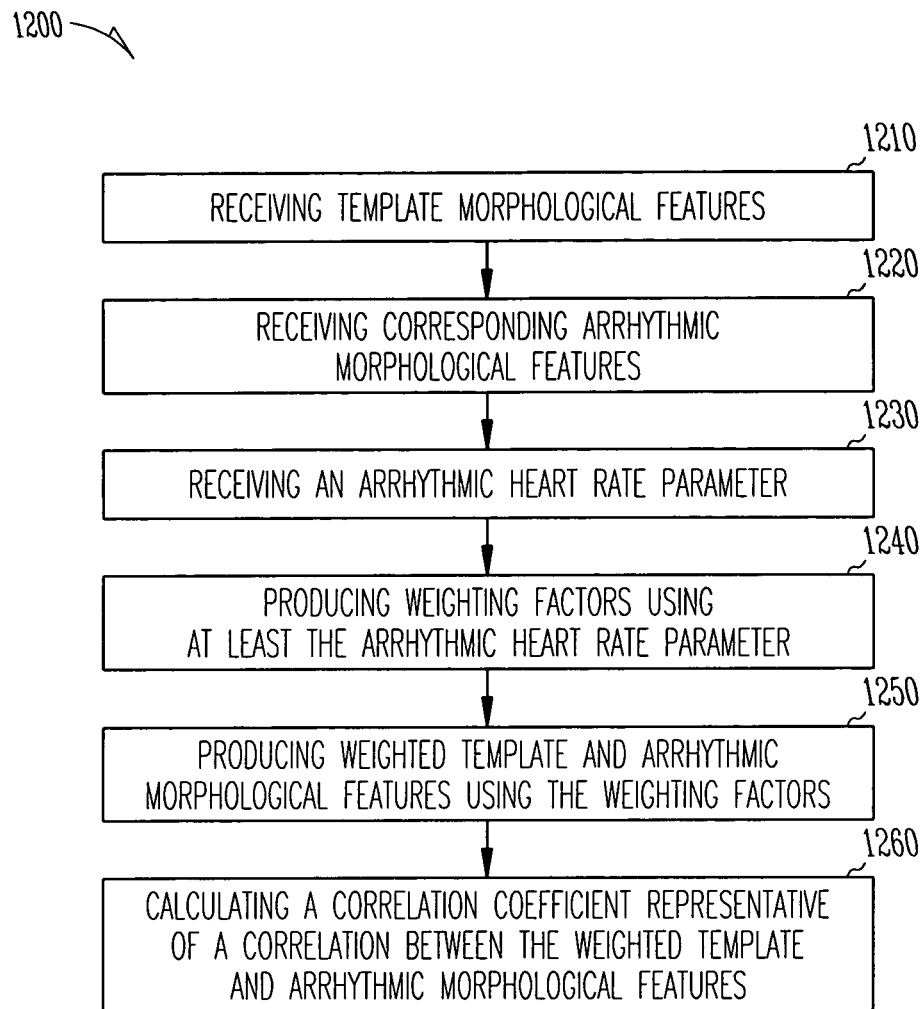 1200
1210
RECEIVING TEMPLATE MORPHOLOGICAL FEATURES
1220
RECEIVING CORRESPONDING ARRHYTHMIC
MORPHOLOGICAL FEATURES
1230
RECEIVING AN ARRHYTHMIC HEART RATE PARAMETER
1240
PRODUCING WEIGHTING FACTORS USING
AT LEAST THE ARRHYTHMIC HEART RATE PARAMETER
1250
PRODUCING WEIGHTED TEMPLATE AND ARRHYTHMIC
MORPHOLOGICAL FEATURES USING THE WEIGHTING FACTORS
1260
CALCULATING A CORRELATION COEFFICIENT REPRESENTATIVE
OF A CORRELATION BETWEEN THE WEIGHTED TEMPLATE
AND ARRHYTHMIC MORPHOLOGICAL FEATURES